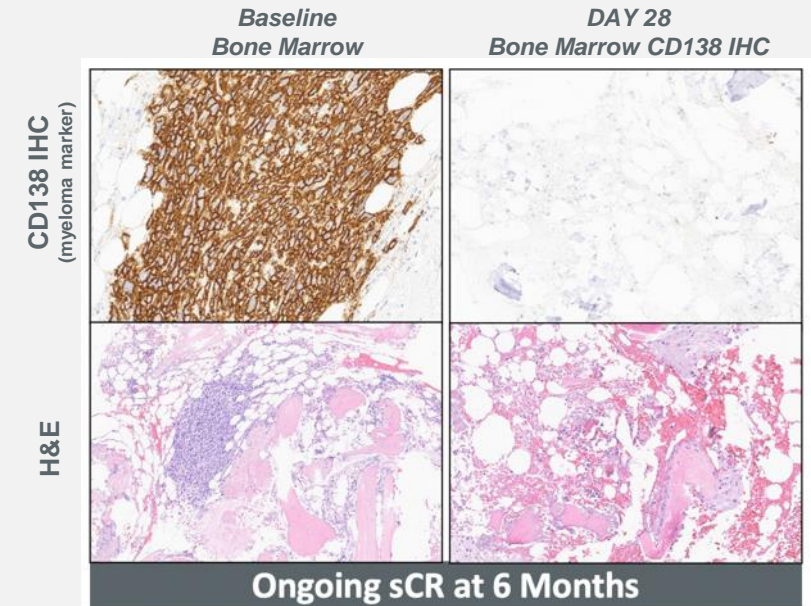 Baseline
Bone Marrow
DAY 28
Bone Marrow CD138 IHC
CD138 IHC
(myeloma marker)
H&E
Ongoing sCR at 6 Months